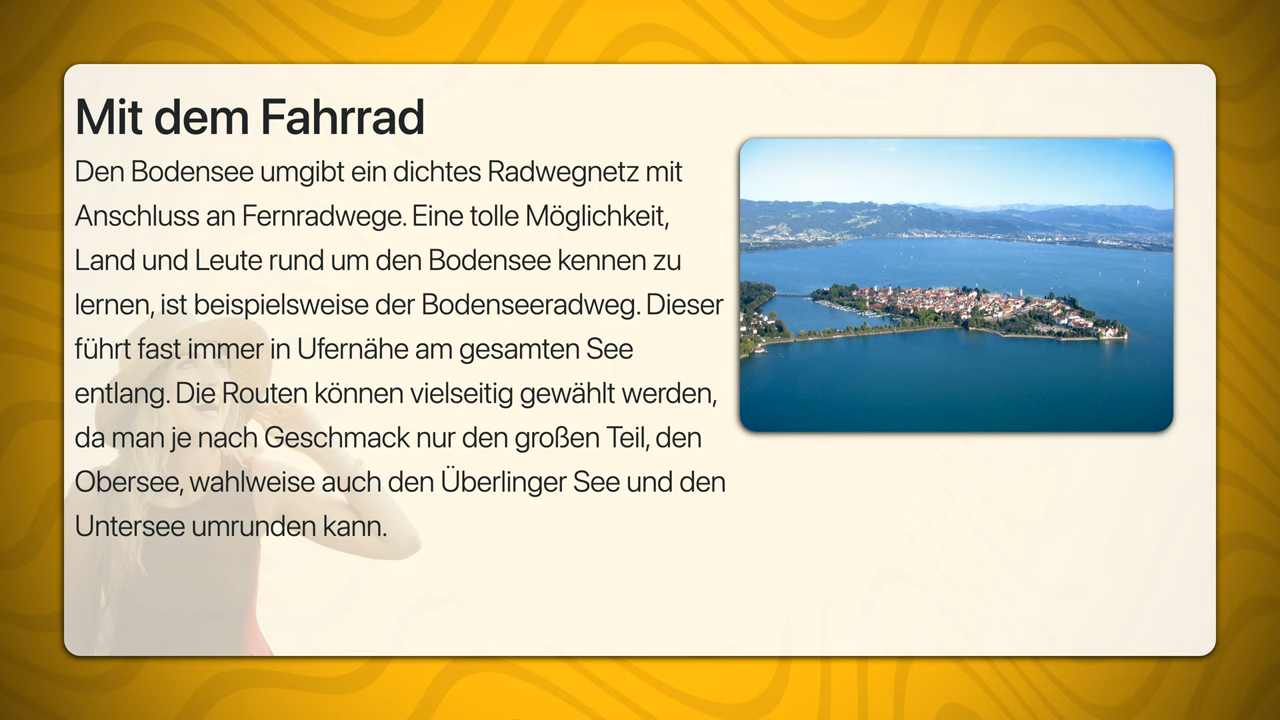 Mit dem Fahrrad
Den Bodensee umgibt ein dichtes Radwegnetz mit
Anschluss an Fernradwege. Eine tolle Möglichkeit,
Land und Leute rund um den Bodensee kennen zu
lernen, ist beispielsweise der Bodenseeradweg. Dieser
führt fast immer in Ufernähe am gesamten See
entlang. Die Routen können vielseitig gewählt werden,
da man je nach Geschmack nur den großen Teil, den
Obersee, wahlweise auch den Überlinger See und den
Untersee umrunden kann.